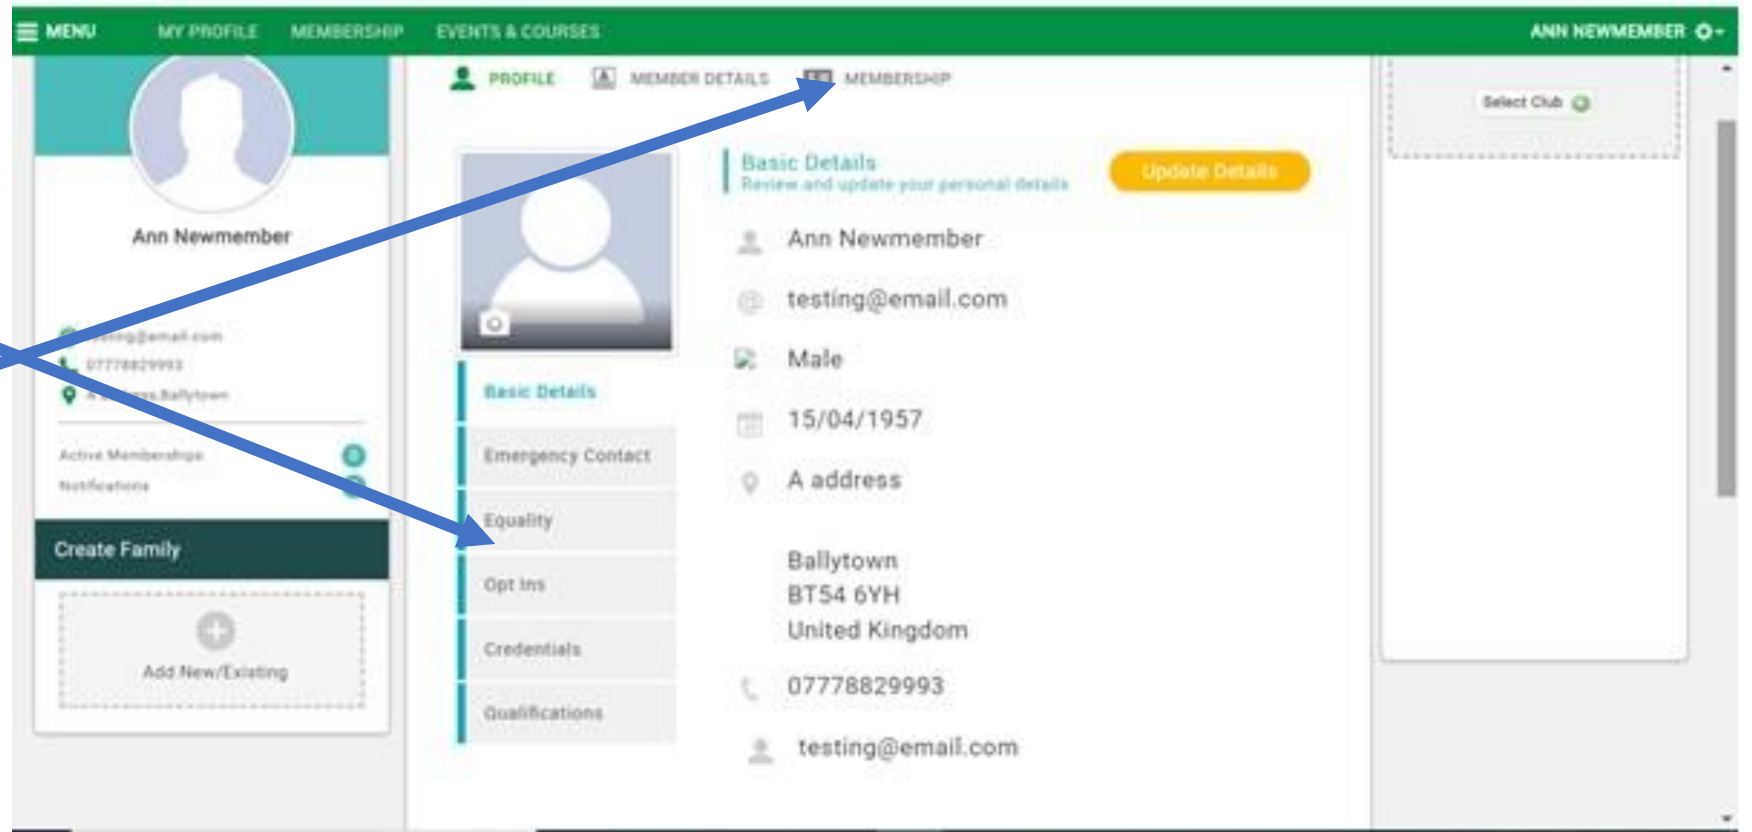 MENU MY PROFILE MEMBERSHIP EVENTS & COURSES ANN NEWMEMBER
PROFILE MEMBER DETAILS MEMBERSHIP
Select Club
Ann Newmember
07778829993
Active Memberships
Notifications
Create Family
Add New/Existing
Basic Details
Emergency Contact
Equality
Opt Ins
Credentials
Qualifications
Basic Details
Review and update your personal details
Update Details
Ann Newmember
testing@email.com
Male
15/04/1957
A address
Ballytown
BT54 6YH
United Kingdom
07778829993
testing@email.com